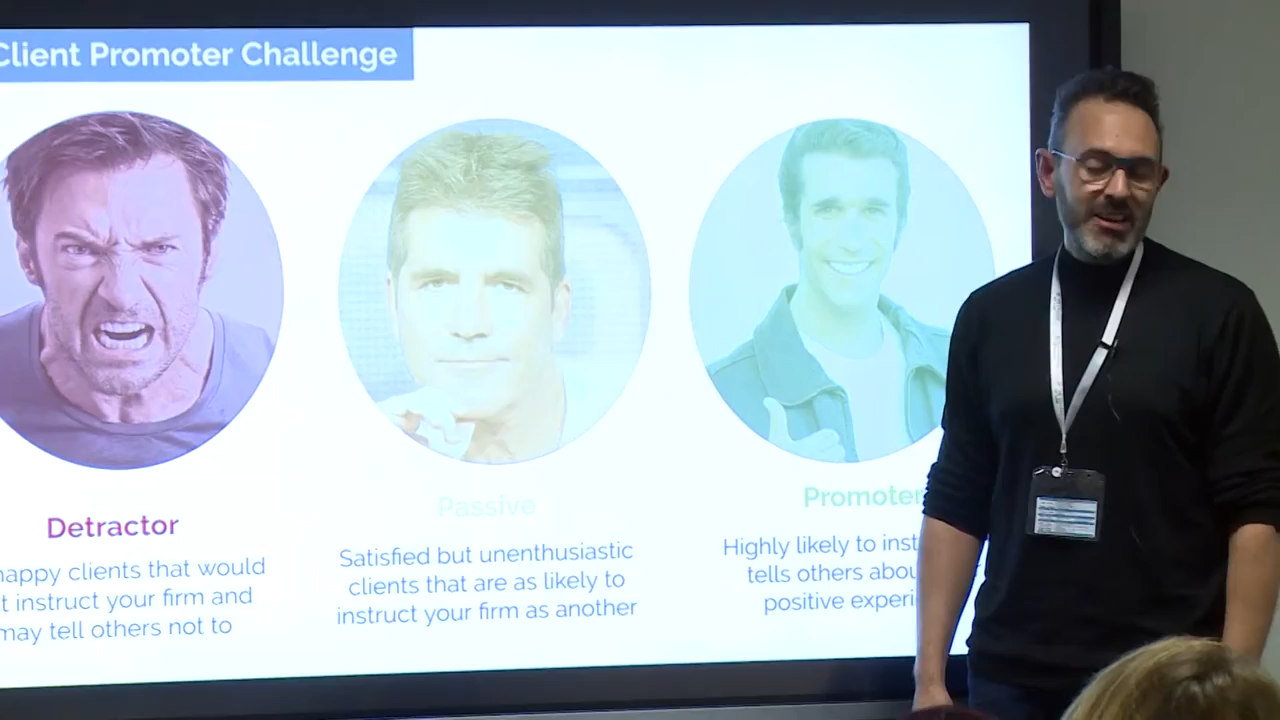 Client Promoter Challenge
Detractor
happy clients that would
t instruct your firm and
may tell others not to
Passive
Satisfied but unenthusiastic
clients that are as likely to
instruct your firm as another
Promoter
Highly likely to inst
tells others abou
positive experi